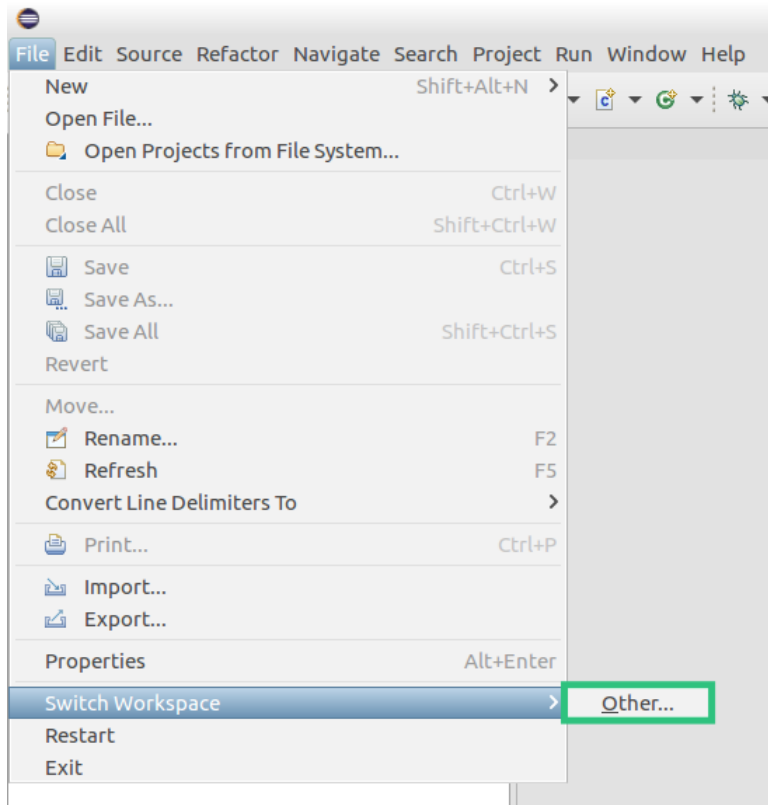 File Edit Source Refactor Navigate Search Project Run Window Help
New Shift+Alt+N
Open File...
Open Projects from File System...
Close Ctrl+W
Close All Shift+Ctrl+W
Save Ctrl+S
Save As...
Save All Shift+Ctrl+S
Revert
Move...
Rename... F2
Refresh F5
Convert Line Delimiters To
Print... Ctrl+P
Import...
Export...
Properties Alt+Enter
Switch Workspace Other...
Restart
Exit